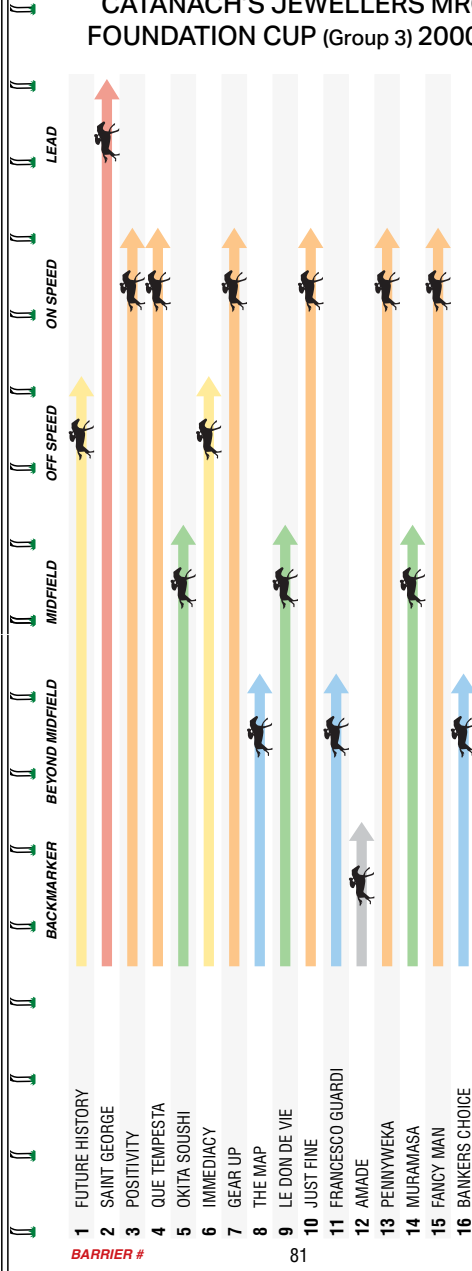 CATANACH'S JEWELLERS MRC
FOUNDATION CUP (Group 3) 2000
LEAD
ON SPEED
OFF SPEED
MIDFIELD
BEYOND MIDFIELD
BACKMARKER
1 FUTURE HISTORY
2 SAINT GEORGE
3 POSITIVITY
4 QUE TEMPESTA
5 OKITA SOUSHI
6 IMMEDIACY
7 GEAR UP
8 THE MAP
9 LE DON DE VIE
10 JUST FINE
11 FRANCESCO GUARDI
12 AMADE
13 PENNYWEKA
14 MURAMASA
15 FANCY MAN
16 BANKERS CHOICE
BARRIER #
81